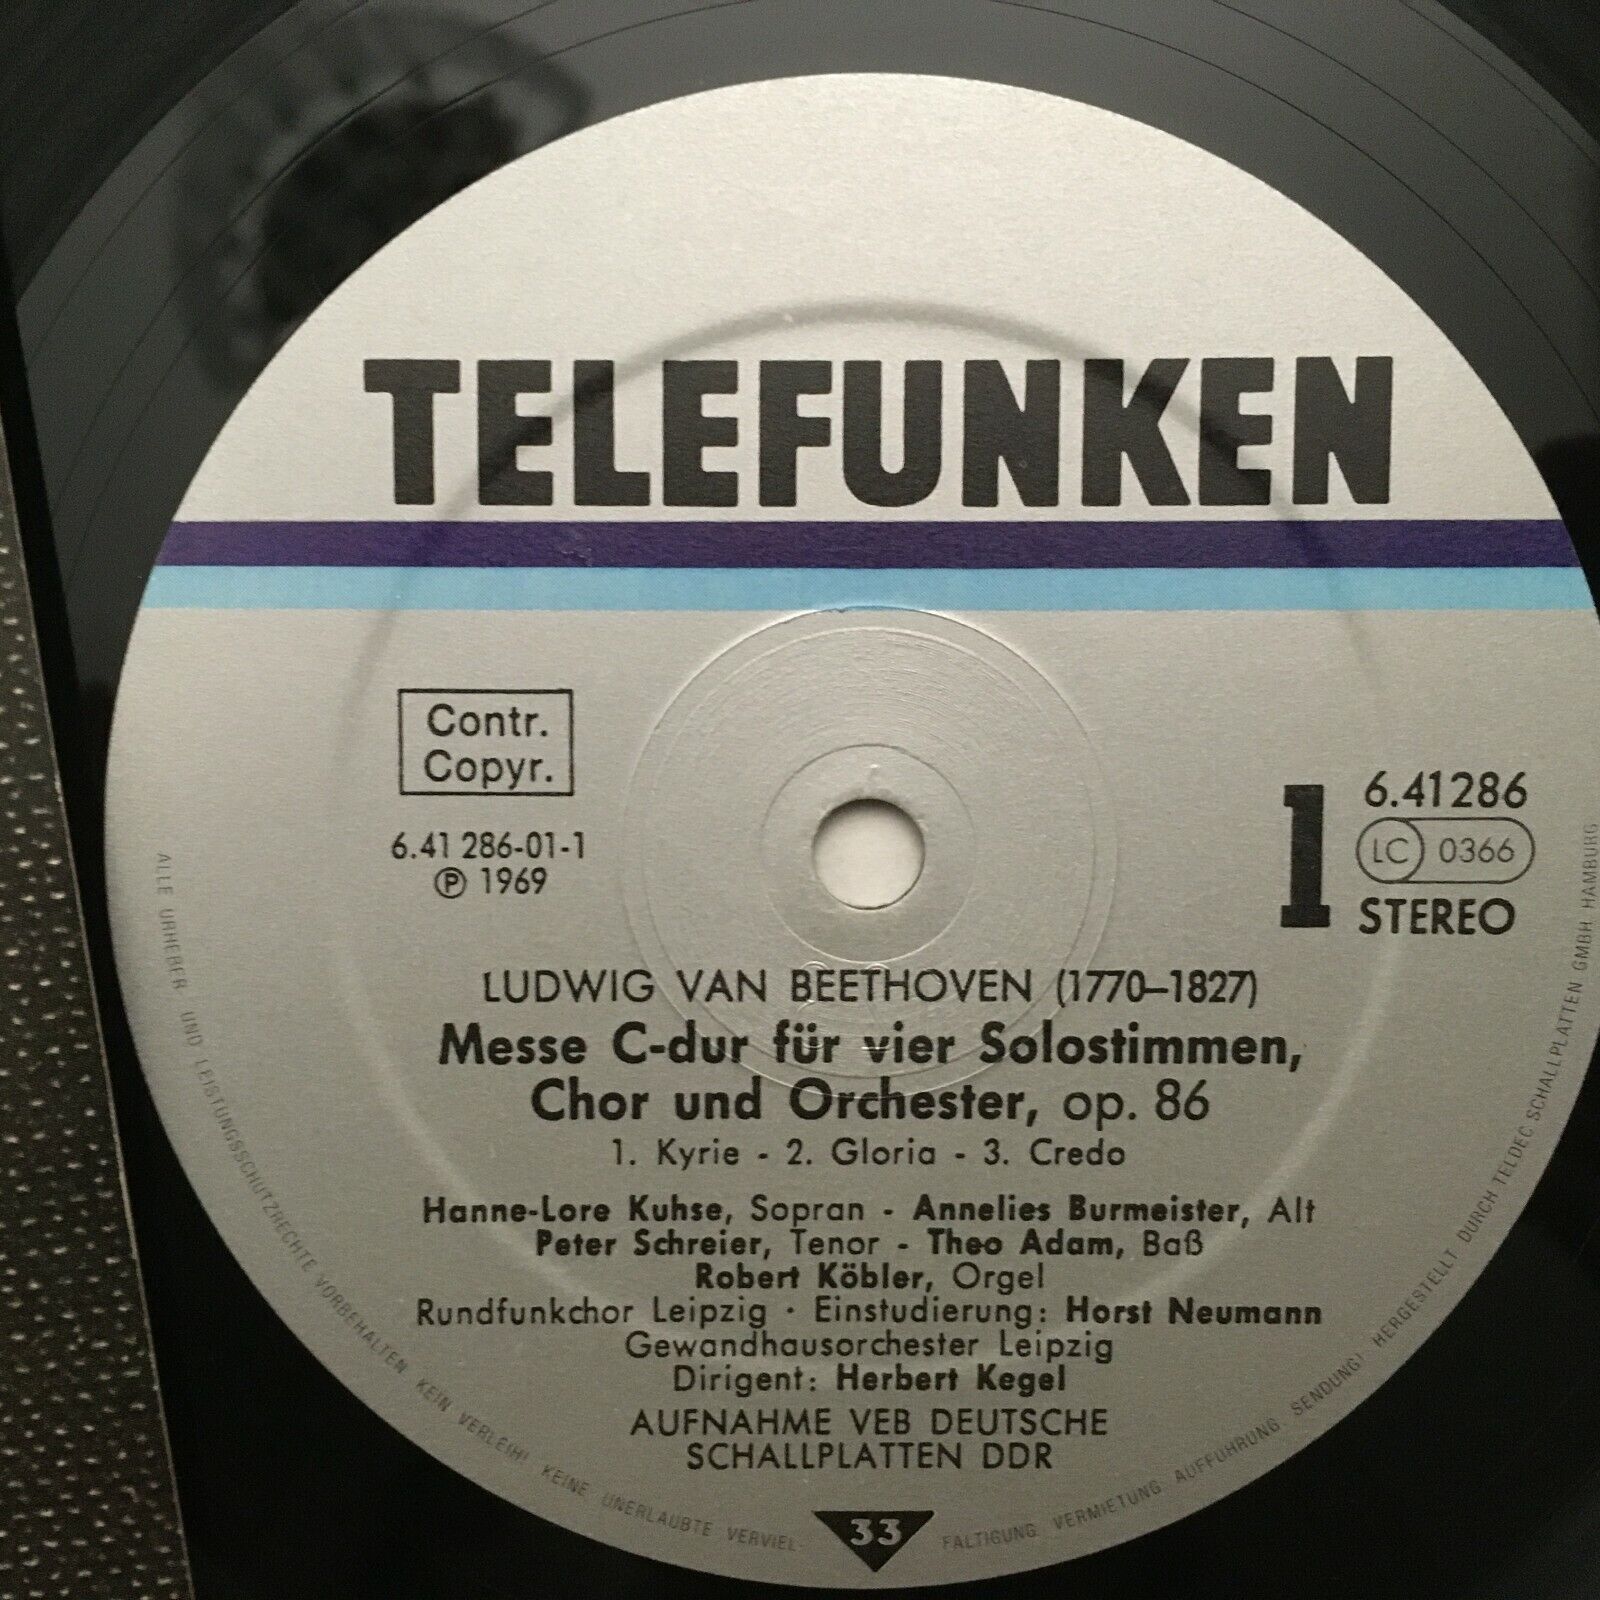 TELEFUNKEN
Contr.
Copyr.
6.41 286-01-1
℗ 1969
1
6.41286
LC 0366
STEREO
LUDWIG VAN BEETHOVEN (1770–1827)
Messe C-dur für vier Solostimmen,
Chor und Orchester, op. 86
1. Kyrie - 2. Gloria - 3. Credo
Hanne-Lore Kuhse, Sopran - Annelies Burmeister, Alt
Peter Schreier, Tenor - Theo Adam, Baß
Robert Köbler, Orgel
Rundfunkchor Leipzig · Einstudierung: Horst Neumann
Gewandhausorchester Leipzig
Dirigent: Herbert Kegel
AUFNAHME VEB DEUTSCHE
SCHALLPLATTEN DDR
33
ALLE URHEBER UND LEISTUNGSSCHUTZRECHTE VORBEHALTEN KEIN VERLEIH! KEINE UNERLAUBTE VERVIEL- FÄLTIGUNG, VERMIETUNG, AUFFÜHRUNG, SENDUNG! HERGESTELLT DURCH TELDEC SCHALLPLATTEN GMBH, HAMBURG